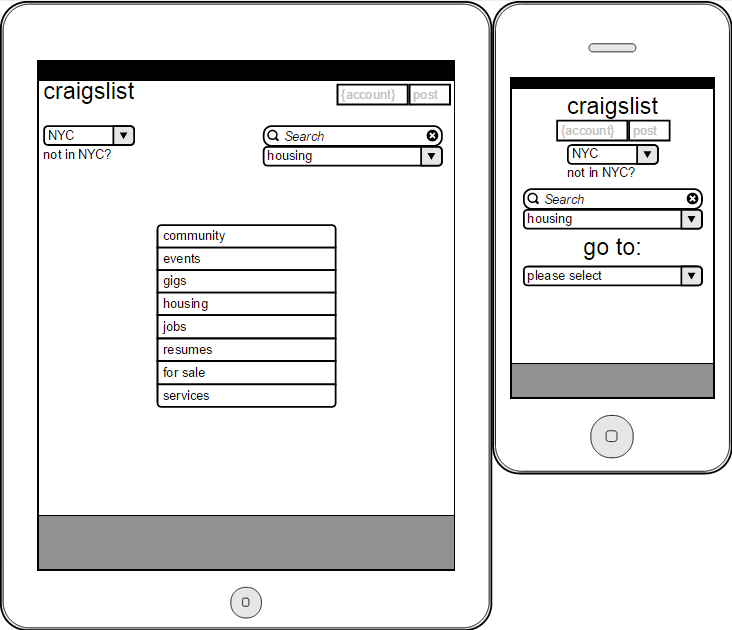 craigslist
{account} post
NYC
Search
not in NYC?
housing
community
events
gigs
housing
jobs
resumes
for sale
services
craigslist
{account} post
NYC
not in NYC?
Search
housing
go to:
please select